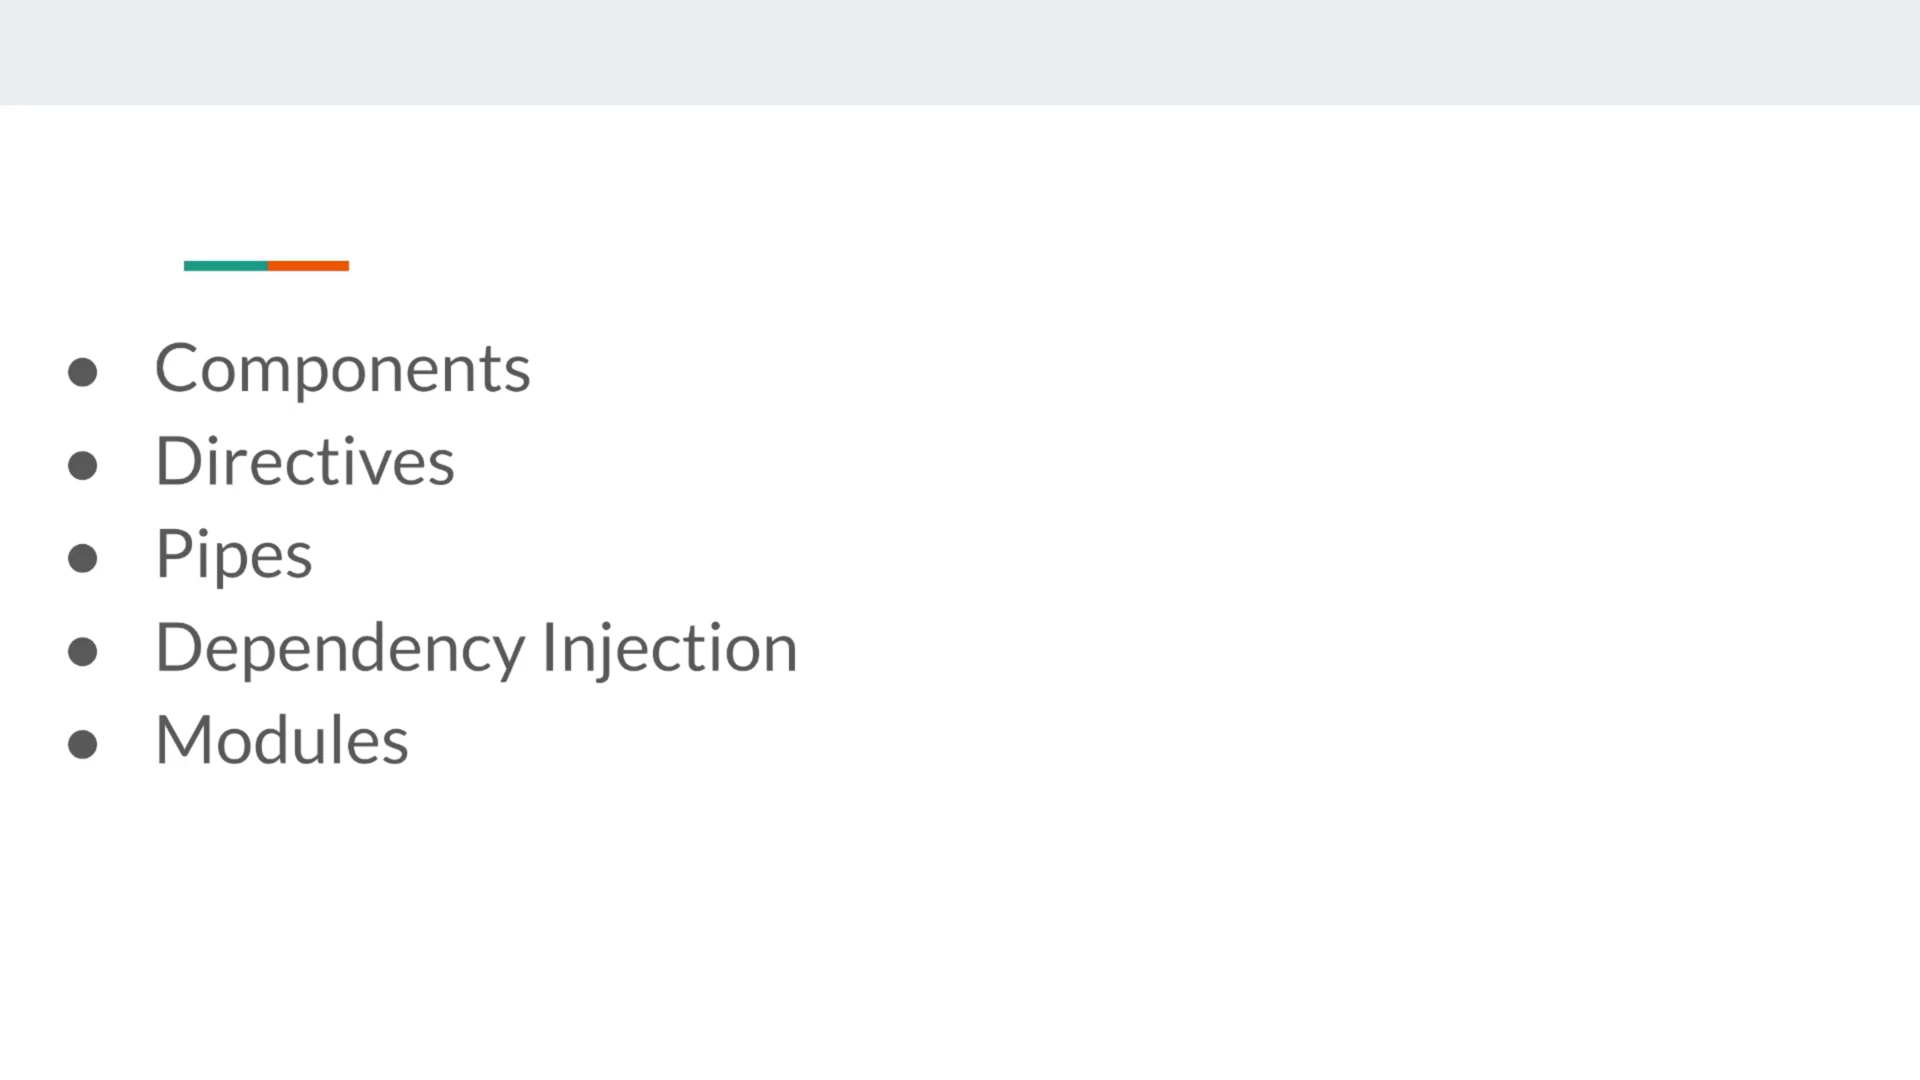 ● Components
● Directives
● Pipes
● Dependency Injection
● Modules